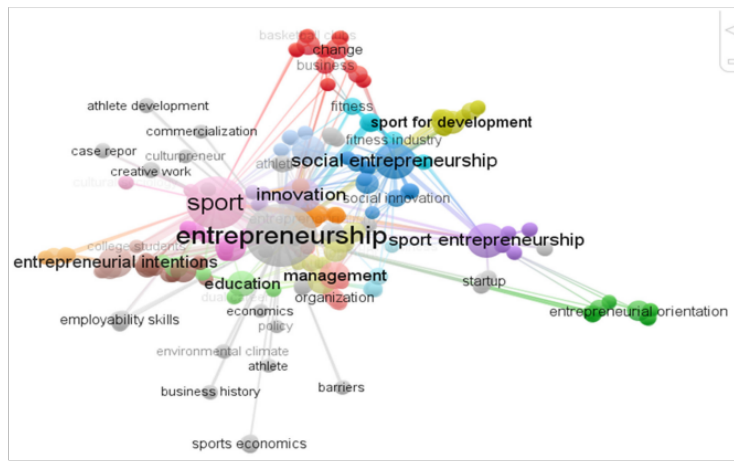 basketball clubs
change
business
athlete development
fitness
sport for development
commercialization
fitness industry
case repor
culturpreneur
athlete
social entrepreneurship
creative work
innovation
social innovation
sport
entrepreneurship
sport entrepreneurship
college students
entrepreneurial intentions
management
education
startup
organization
economics
entrepreneurial orientation
employability skills
policy
environmental climate
athlete
business history
barriers
sports economics